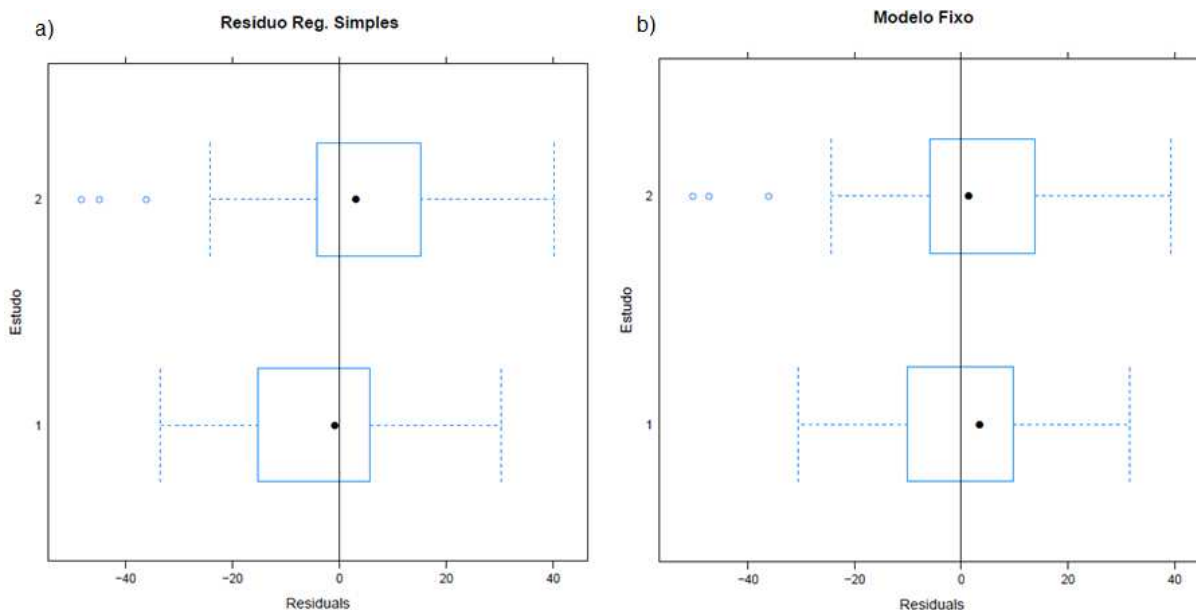 a)
Resíduo Reg. Simples
2
1
Estudo
−40
−20
0
20
40
Residuals
b)
Modelo Fixo
2
1
Estudo
−40
−20
0
20
40
Residuals